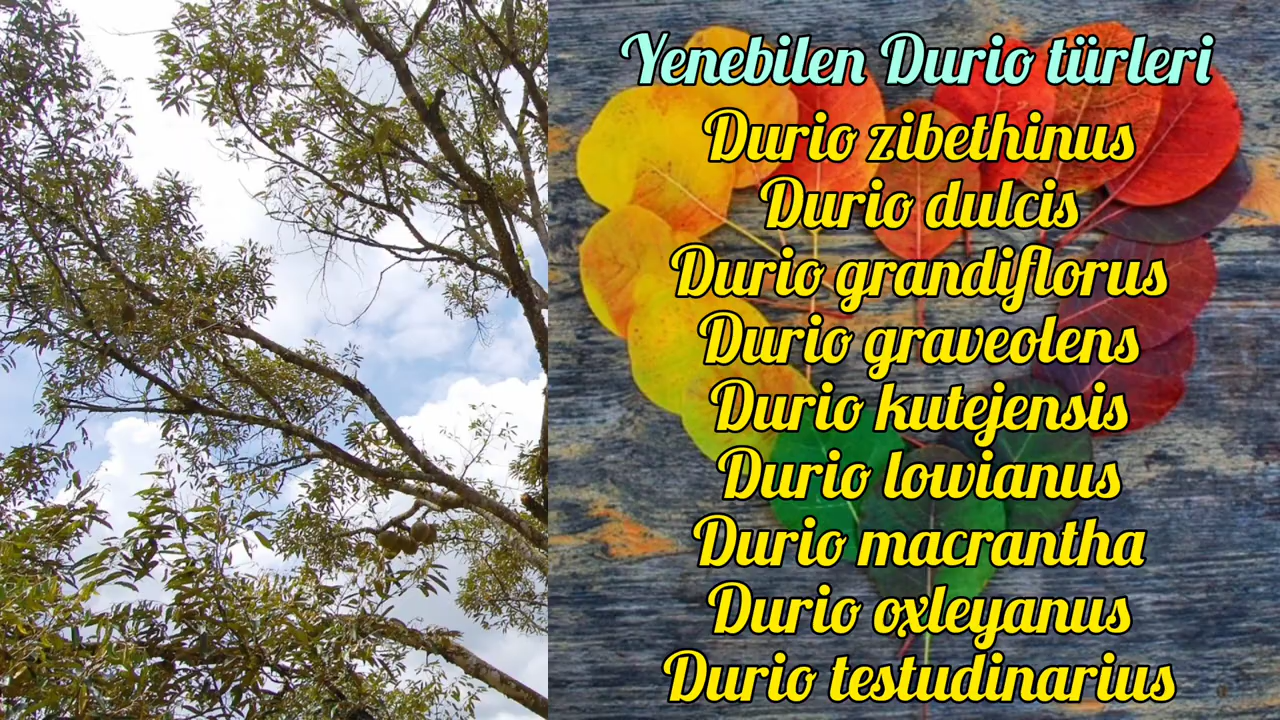 Yenebilen Durio türleri
Durio zibethinus
Durio dulcis
Durio grandiflorus
Durio graveolens
Durio kutejensis
Durio lowianus
Durio macrantha
Durio oxleyanus
Durio testudinarius